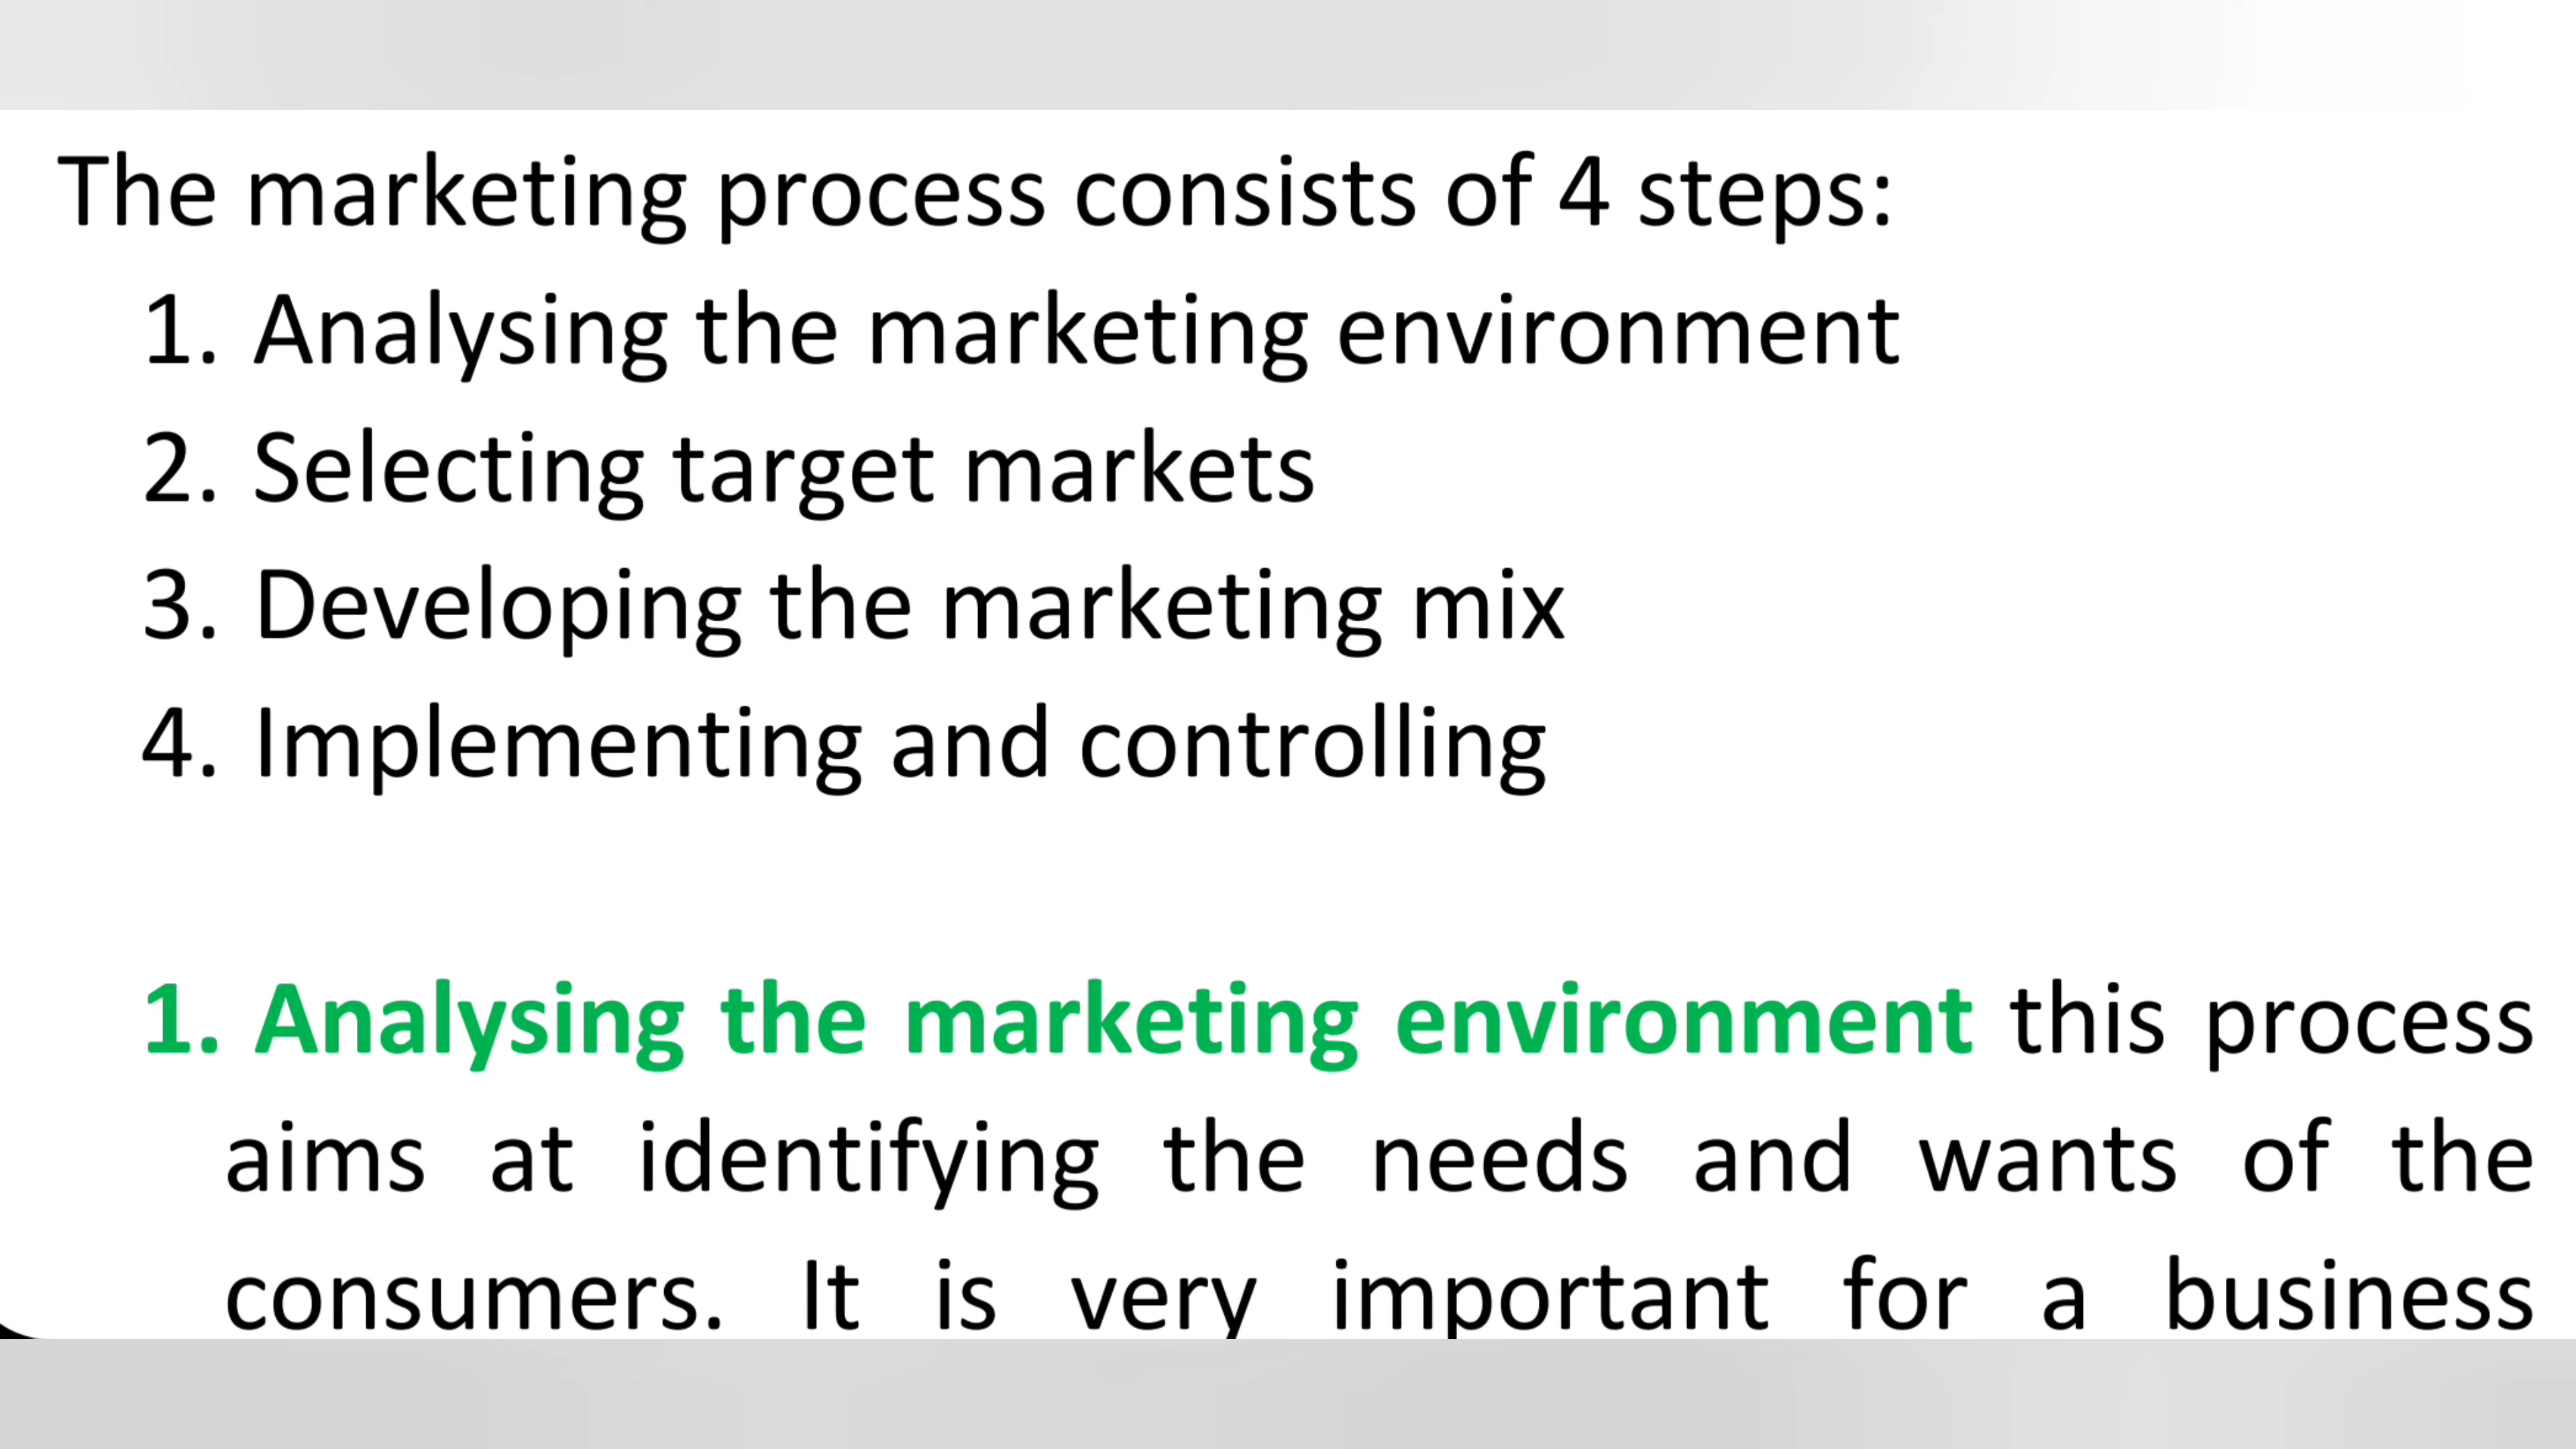 The marketing process consists of 4 steps:
1. Analysing the marketing environment
2. Selecting target markets
3. Developing the marketing mix
4. Implementing and controlling
1. Analysing the marketing environment this process
aims at identifying the needs and wants of the
consumers. It is very important for a business